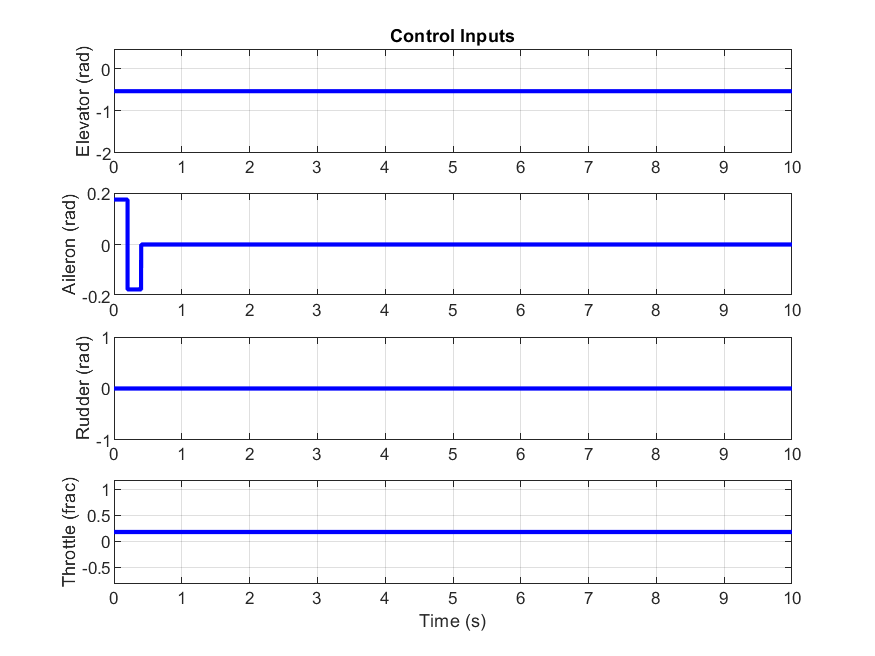 Control Inputs
Elevator (rad)
0
-1
-2
0 1 2 3 4 5 6 7 8 9 10
Aileron (rad)
0.2
0
-0.2
0 1 2 3 4 5 6 7 8 9 10
Rudder (rad)
1
0
-1
0 1 2 3 4 5 6 7 8 9 10
Throttle (frac)
1
0.5
0
-0.5
0 1 2 3 4 5 6 7 8 9 10
Time (s)